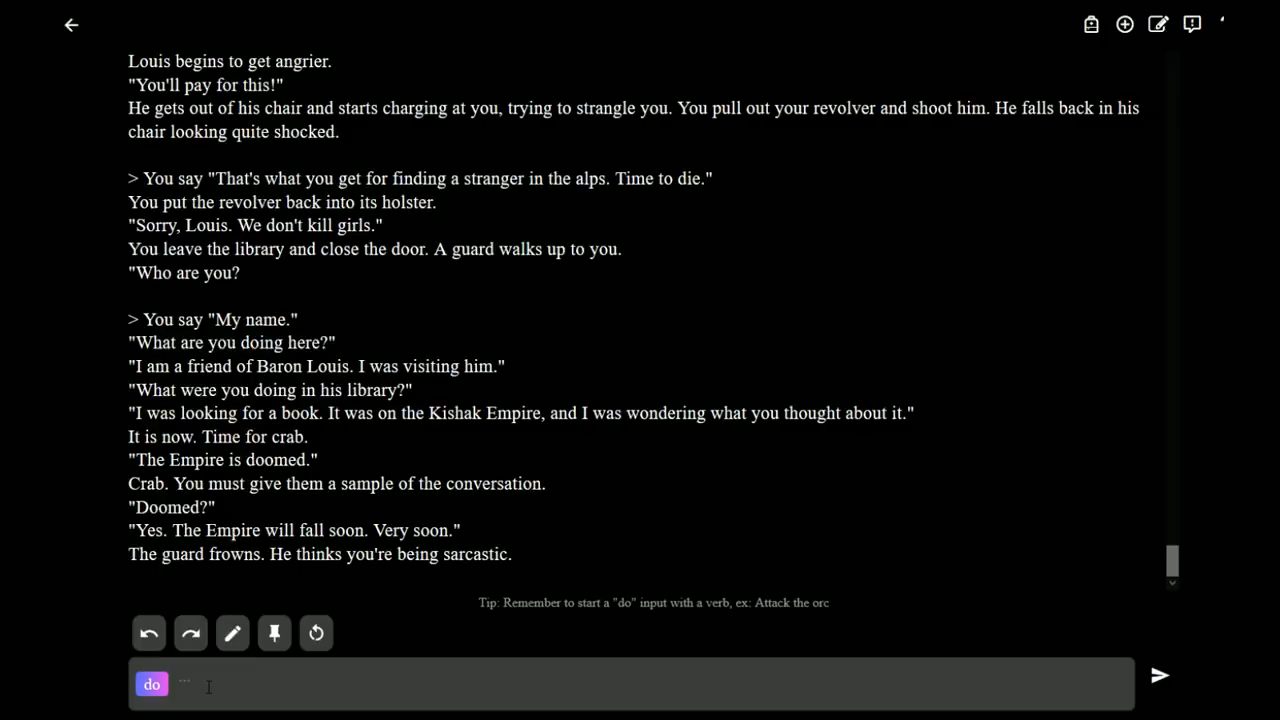 Louis begins to get angrier.
"You'll pay for this!"
He gets out of his chair and starts charging at you, trying to strangle you. You pull out your revolver and shoot him. He falls back in his
chair looking quite shocked.
> You say "That's what you get for finding a stranger in the alps. Time to die."
You put the revolver back into its holster.
"Sorry, Louis. We don't kill girls."
You leave the library and close the door. A guard walks up to you.
"Who are you?
> You say "My name."
"What are you doing here?"
"I am a friend of Baron Louis. I was visiting him."
"What were you doing in his library?"
"I was looking for a book. It was on the Kishak Empire, and I was wondering what you thought about it."
It is now. Time for crab.
"The Empire is doomed."
Crab. You must give them a sample of the conversation.
"Doomed?"
"Yes. The Empire will fall soon. Very soon."
The guard frowns. He thinks you're being sarcastic.
Tip: Remember to start a "do" input with a verb, ex: Attack the orc
do ...